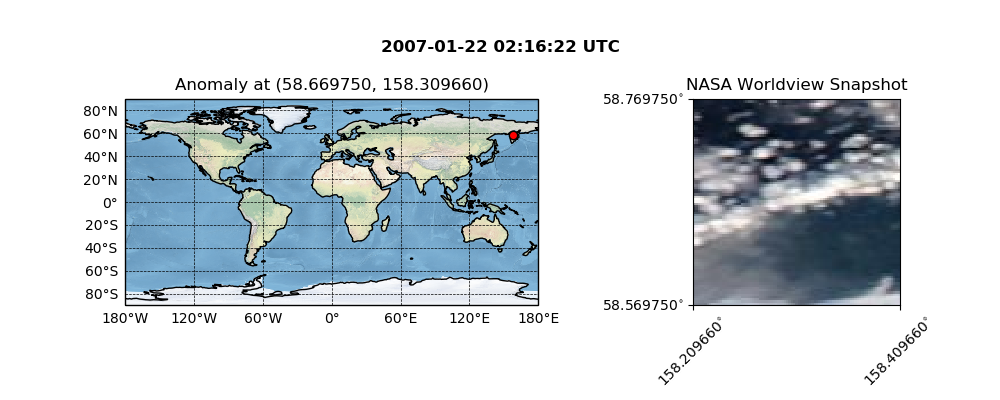 2007-01-22 02:16:22 UTC
Anomaly at (58.669750, 158.309660)
80°N
60°N
40°N
20°N
0°
20°S
40°S
60°S
80°S
180°W 120°W 60°W 0° 60°E 120°E 180°E
NASA Worldview Snapshot
58.769750°
58.569750°
158.209660°
158.409660°